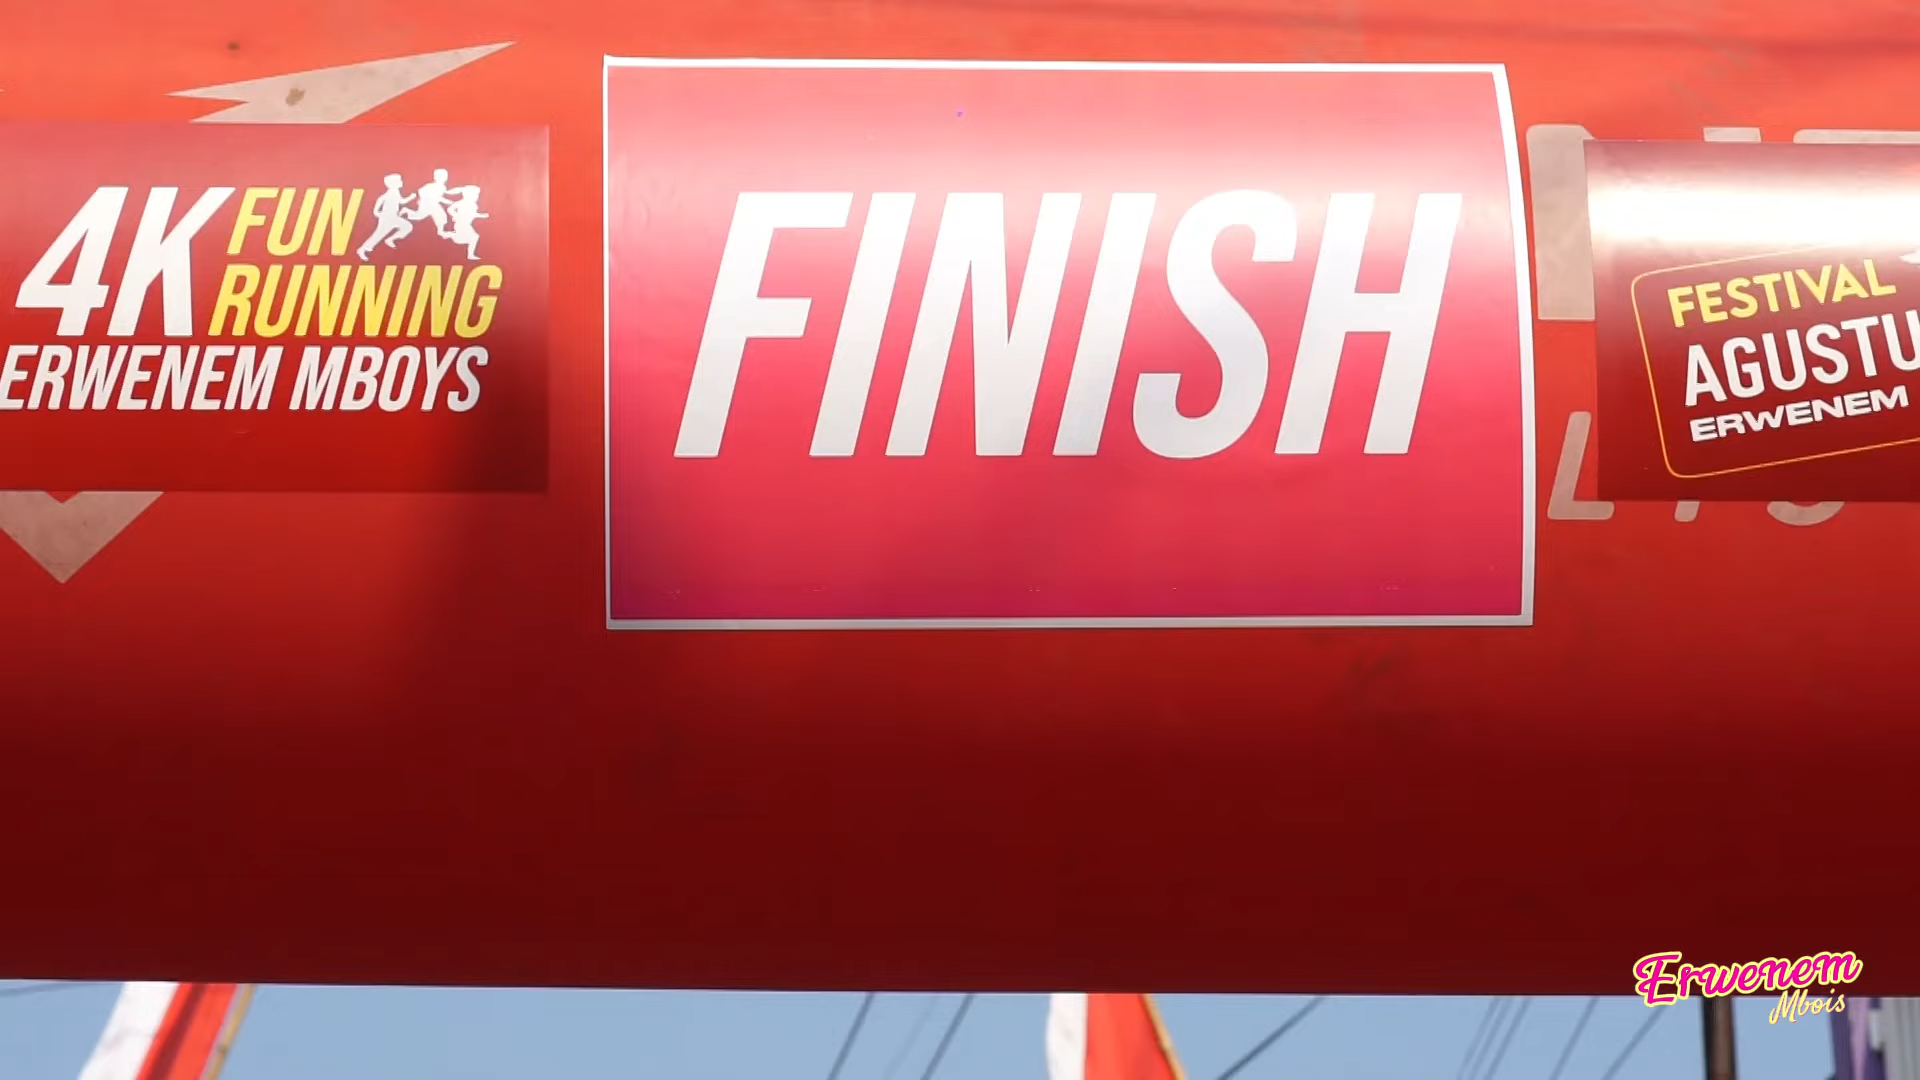 4K FUN
RUNNING
ERWENEM MBOYS
FINISH
FESTIVAL
AGUSTU
ERWENEM
Erwenem
Mbois